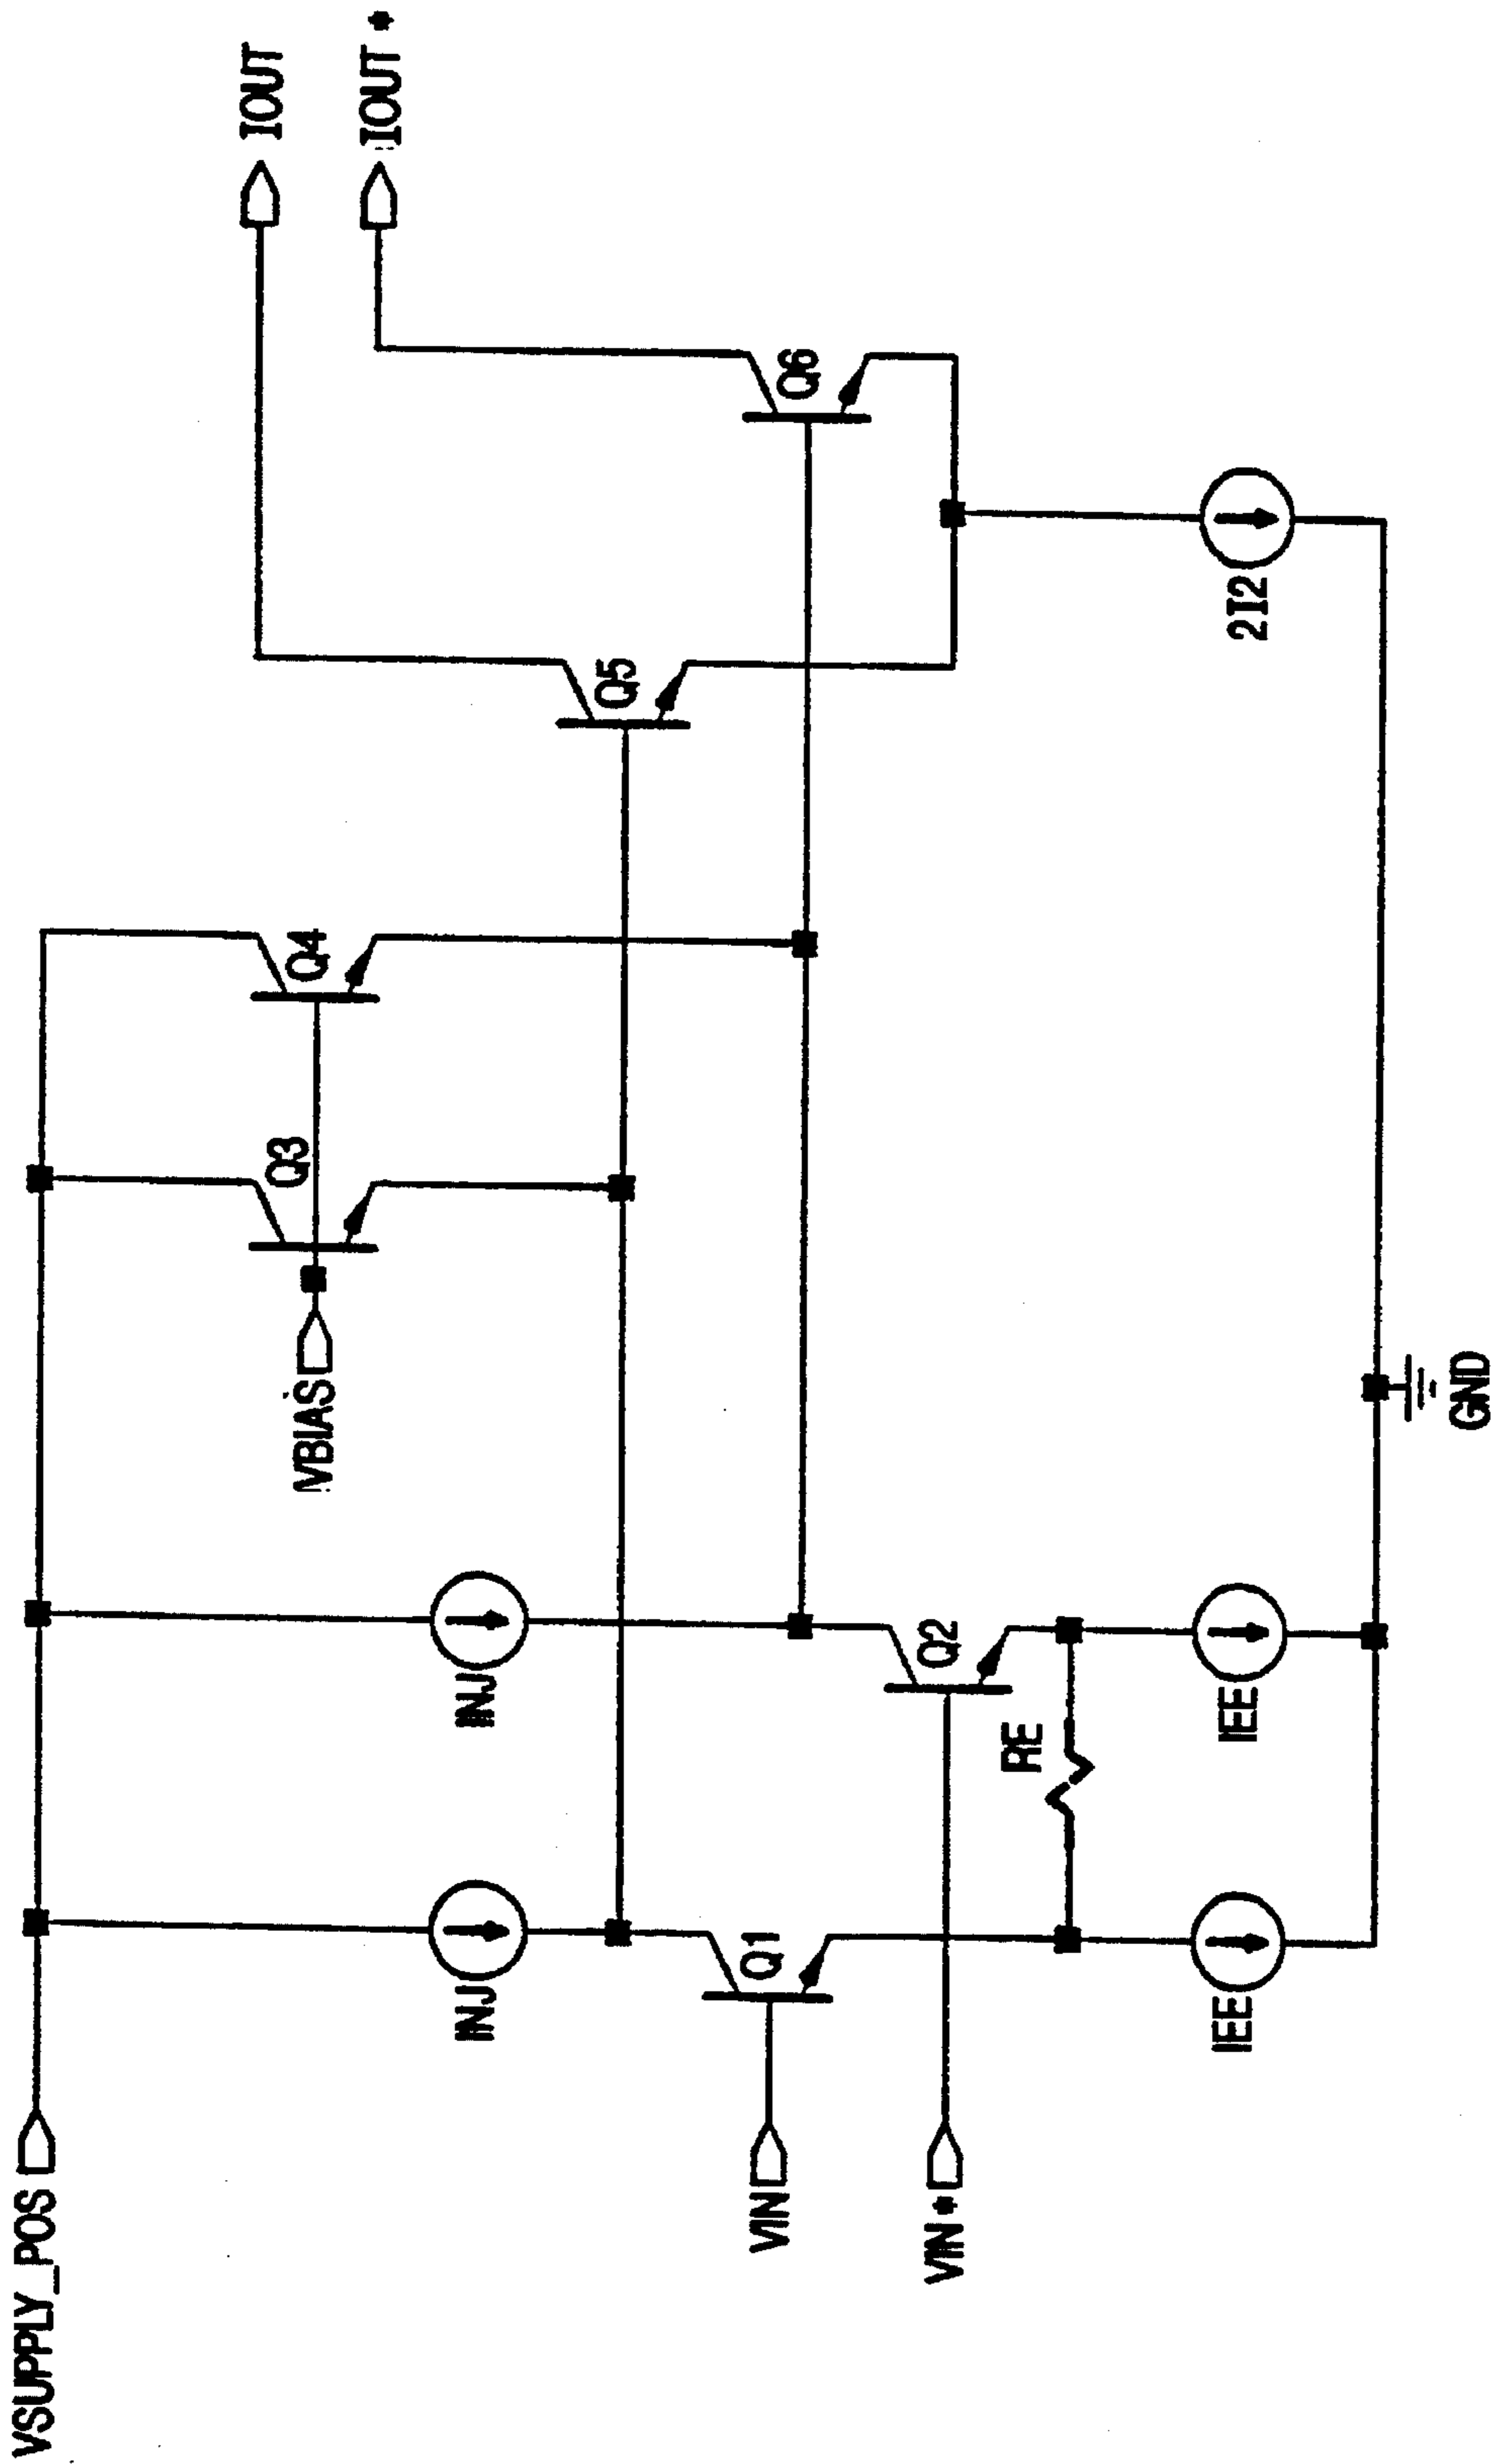 VSUPPLY_POS
IOUT
IOUT*
Q3
Q4
VBIAS
INJ
INJ
Q5
Q6
Q1
VIN
Q2
VIN*
RE
IEE
IEE
2I2
GND